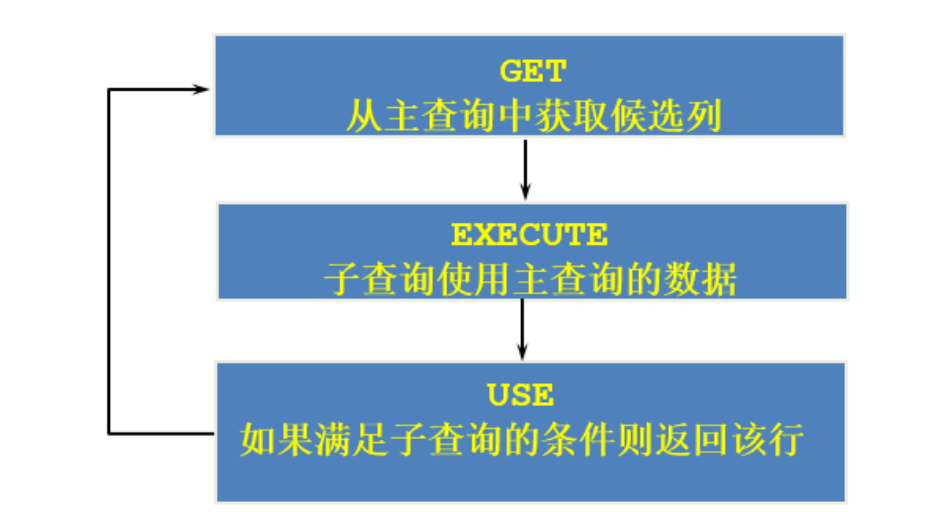 GET
从主查询中获取候选列
EXECUTE
子查询使用主查询的数据
USE
如果满足子查询的条件则返回该行